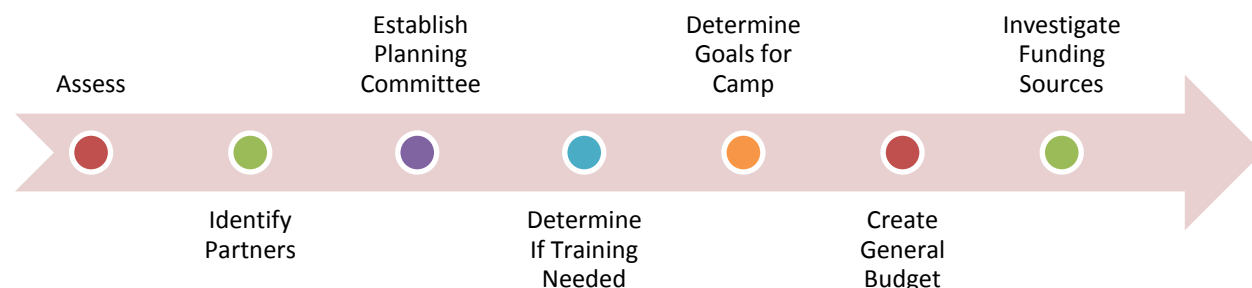 Assess
Identify
Partners
Establish
Planning
Committee
Determine
If Training
Needed
Determine
Goals for
Camp
Create
General
Budget
Investigate
Funding
Sources